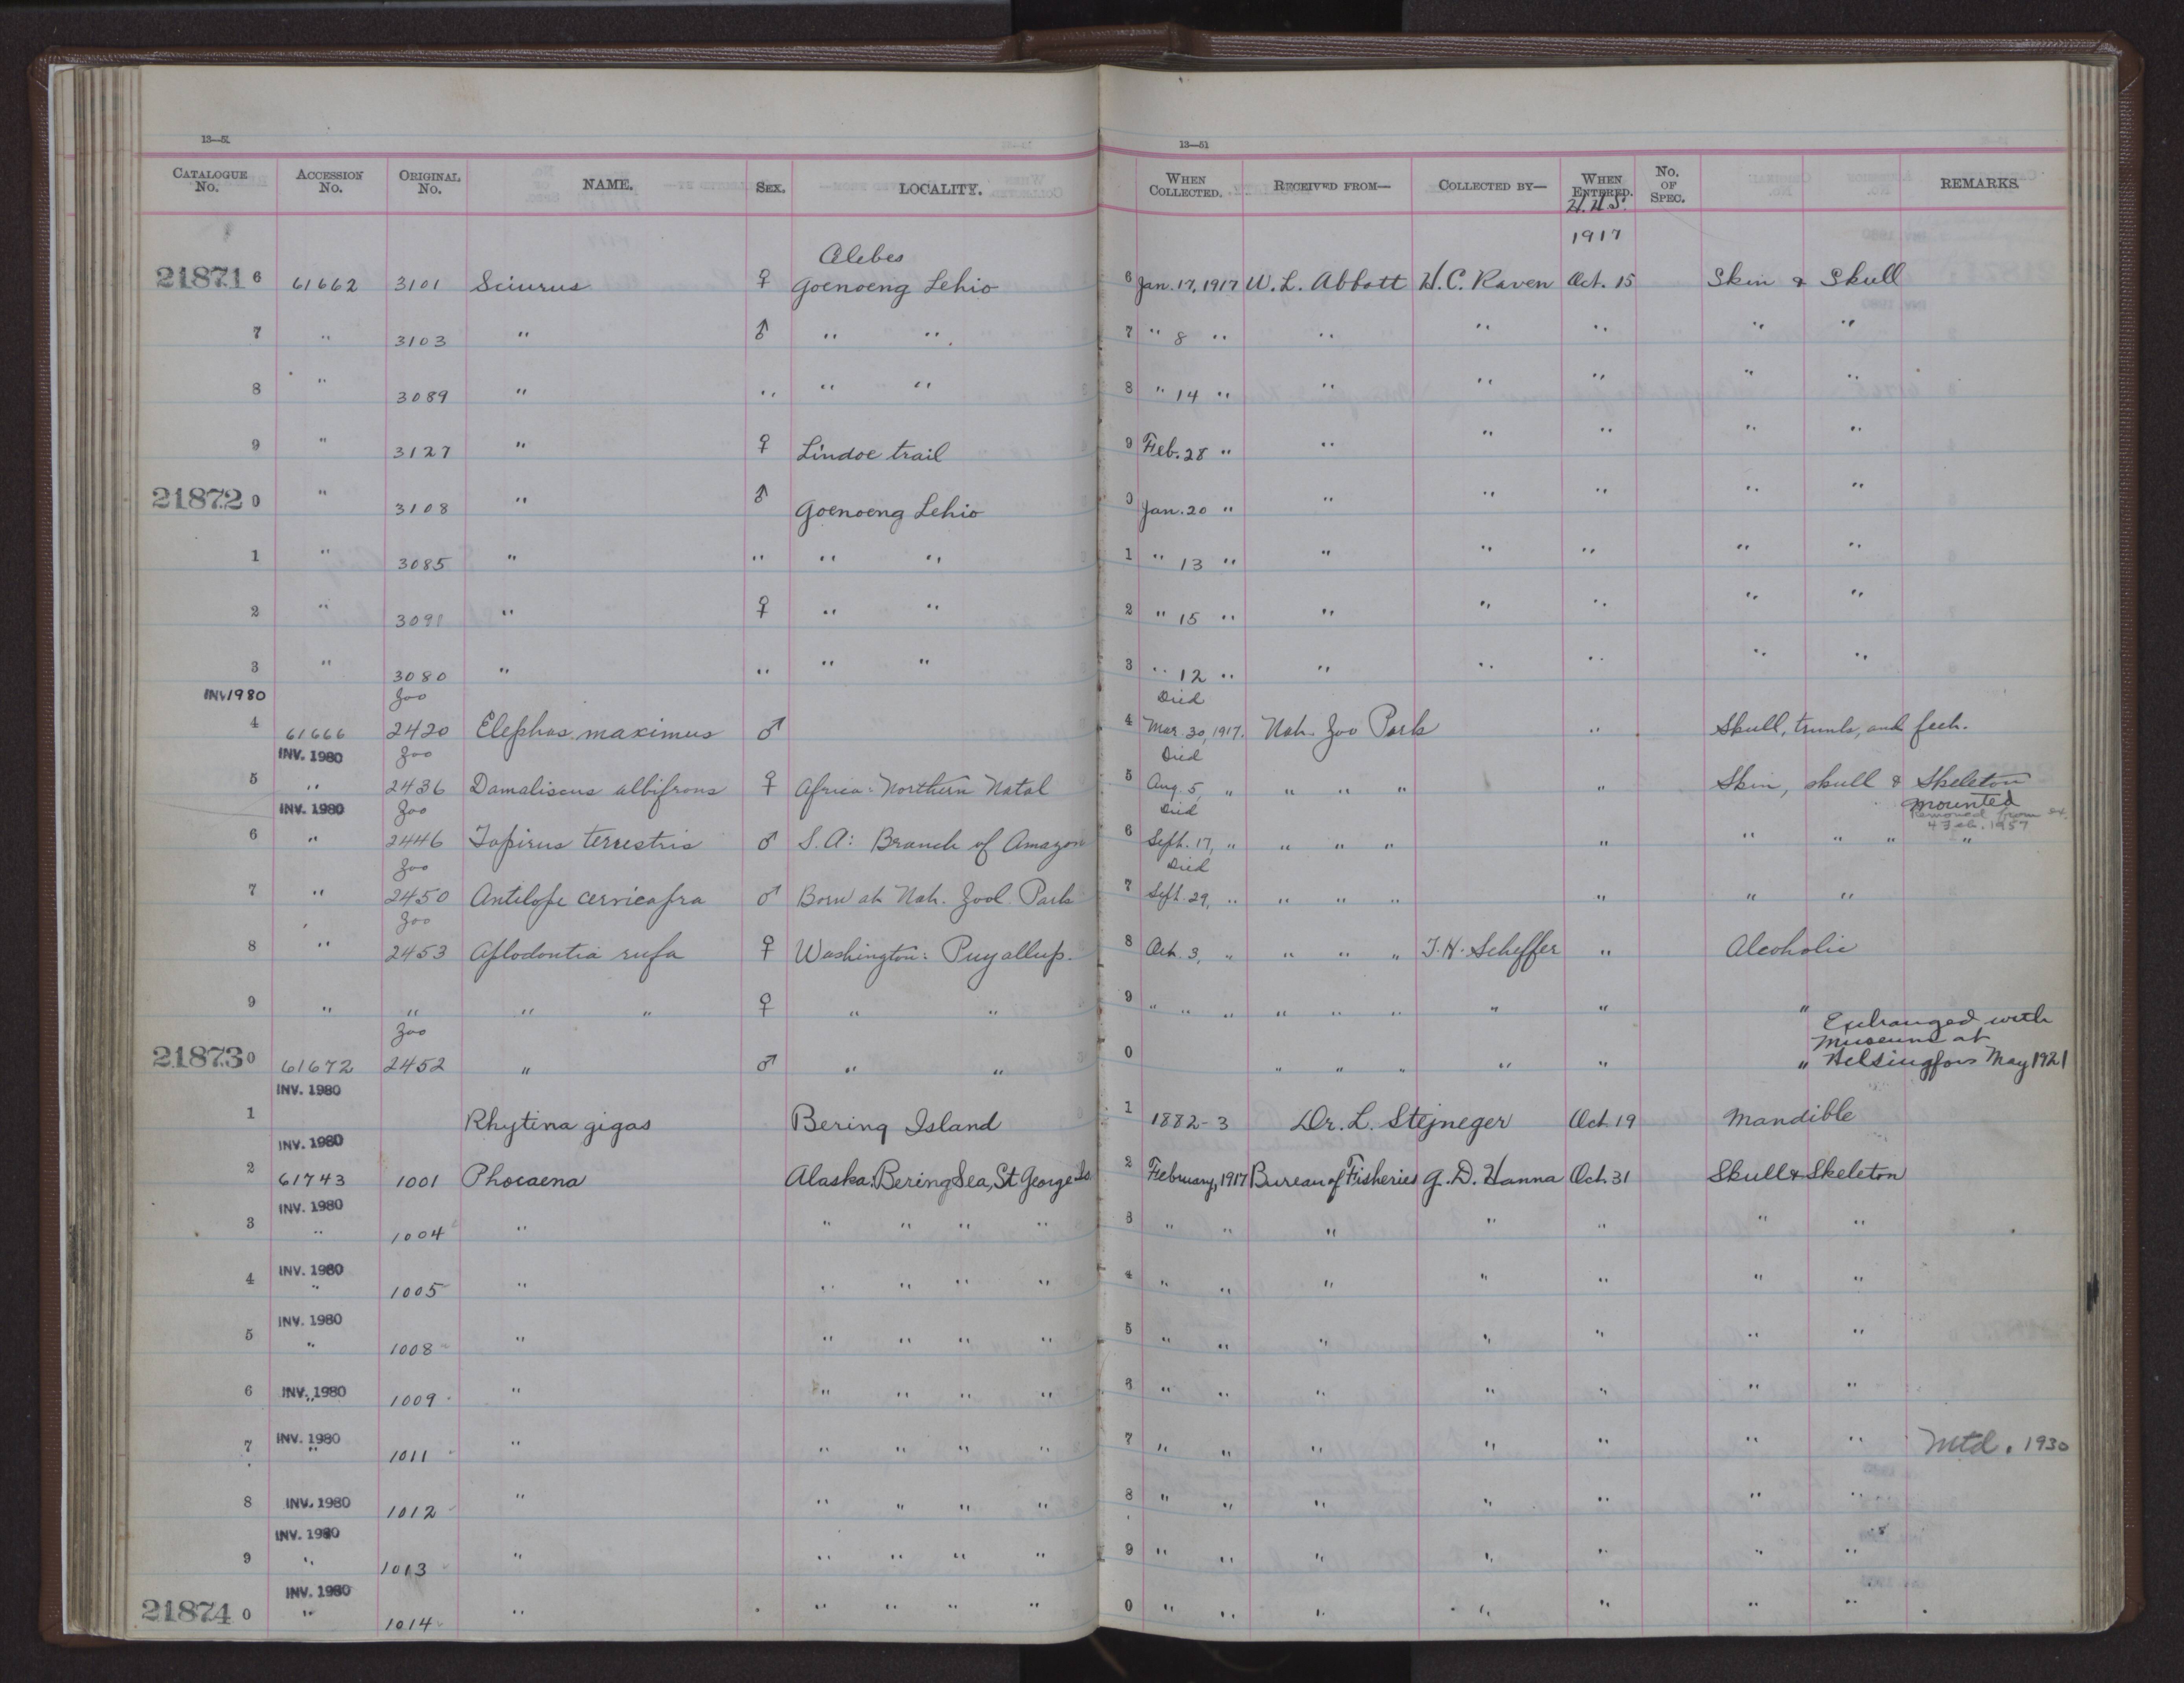 13—51
CATALOGUE No. ACCESSION No. ORIGINAL No. NAME. SEX. LOCALITY.
13—51
WHEN COLLECTED. RECEIVED FROM— COLLECTED BY— WHEN ENTERED. No. OF SPEC. REMARKS.
H.H.S.
1917
Celebes
218716 61662 3101 Sciurus ♀ Goenoeng Lehio 6 Jan. 17, 1917 W. L. Abbott H. C. Raven Oct. 15 Skin & Skull
7 " 3103 " ♂ " " 7 " 8 " " " " " "
8 " 3089 " " " " 8 " 14 " " " " " "
9 " 3127 " ♀ Lindoe trail 9 Feb. 28 " " " " " "
218720 " 3108 " ♂ Goenoeng Lehio 0 Jan. 20 " " " " " "
1 " 3085 " " " " 1 " 13 " " " " " "
2 " 3091 " ♀ " " 2 " 15 " " " " " "
3 " 3080 " " " " 3 " 12 " " " " " "
INV 1980 Zoo Died
4 61666 2420 Elephas maximus ♂ 4 Mar. 30, 1917. Nat. Zoo Park " Skull, trunk, and feet.
INV. 1980 Zoo Died
5 " 2436 Damaliscus albifrons ♀ Africa: Northern Natal 5 Aug. 5, " " " " " Skin, skull & Skeleton
mounted
Removed from ex.
4 Feb. 1957
INV. 1980 Zoo Died
6 " 2446 Tapirus terrestris ♂ S. A: Branch of Amazon 6 Sept. 17, " " " " " " " " "
Zoo Died
7 " 2450 Antilope cervicapra ♂ Born at Nat. Zool. Park 7 Sept. 29, " " " " " " "
Zoo
8 " 2453 Aplodontia rufa ♀ Washington: Puyallup. 8 Oct. 3, " " " " T. H. Scheffer " Alcoholic
9 " " " " ♀ " " 9 " " " " " " " " "
Zoo
218730 61672 2452 " ♂ " " 0 " " " " " " Exchanged with
Museum at
Helsingfors May 1921
INV. 1980
1 Rhytina gigas Bering Island 1 1882-3 Dr. L. Stejneger Oct. 19 Mandible
INV. 1980
2 61743 1001 Phocaena Alaska: Bering Sea, St. George Is. 2 February, 1917 Bureau of Fisheries G. D. Hanna Oct. 31 Skull & Skeleton
INV. 1980
3 " 1004 " " " " " 3 " " " " " " "
INV. 1980
4 " 1005 " " " " " 4 " " " " " " "
INV. 1980
5 " 1008 " " " " " 5 " " " " " " "
INV. 1980
6 " 1009 " " " " " 6 " " " " " " "
INV. 1980
7 " 1011 " " " " " 7 " " " " " " " Mtd. 1930
8 INV. 1980 1012 " " " " " 8 " " " " " " "
INV. 1980
9 " 1013 " " " " " 9 " " " " " " "
INV. 1980
218740 " 1014 " " " " " 0 " " " " " " "